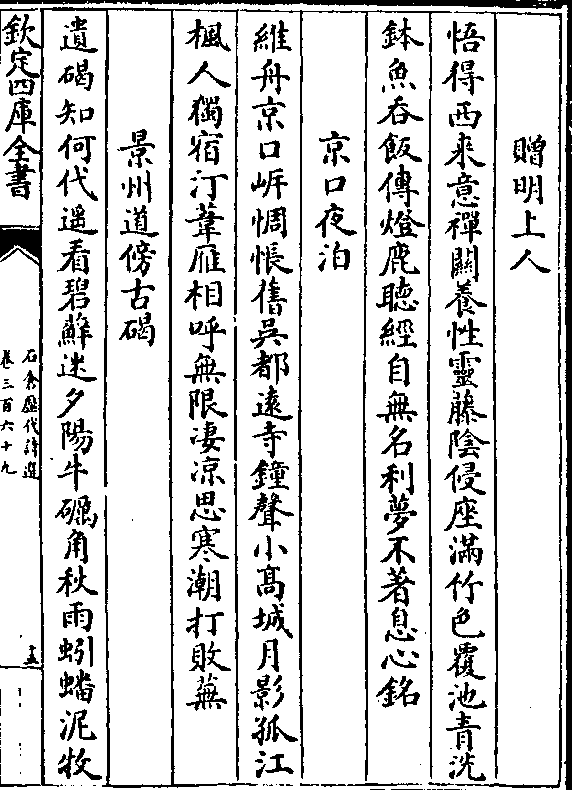 贈明上人
悟得西来意禪關養性靈藤陰侵座滿竹色覆池青洗
鉢魚吞飯傳燈鹿聽經自無名利夢不著息心銘
京口夜泊
維舟京口岍惆悵舊吳都遠寺鐘聲小髙城月影孤江
楓人獨宿汀葦雁相呼無限凄凉思寒潮打敗蕪
景州道傍古碣
遺碣知何代遥看碧蘚迷夕陽牛礪角秋雨蚓蟠泥牧
欽定四庫全書
石倉歴代詩選
卷三百六十九
十五